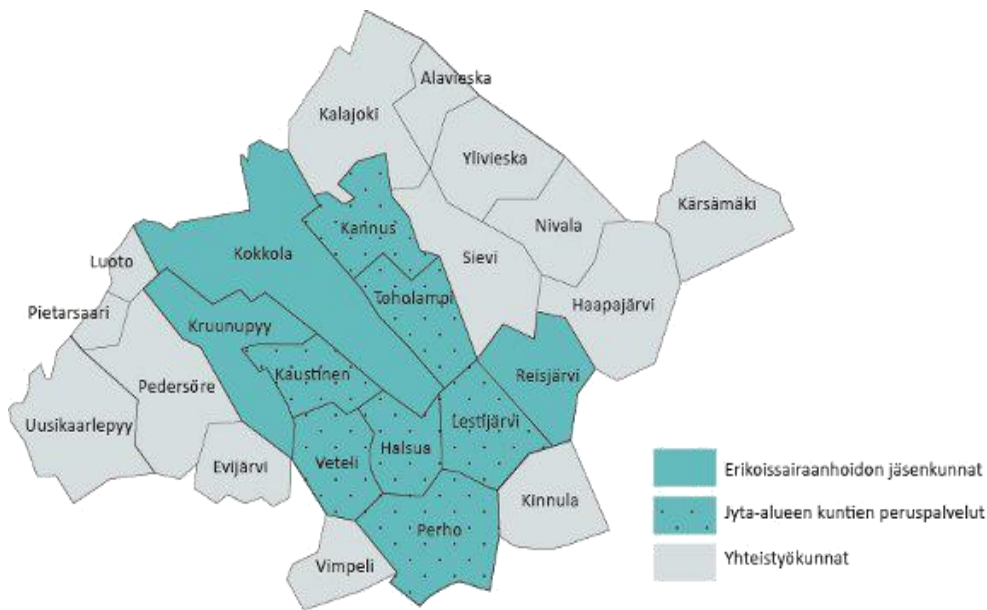 Alavieska
Kalajoki
Ylivieska
Kärsämäki
Kannus
Nivala
Kokkola
Sievi
Luoto
Toholampi
Haapajärvi
Pietarsaari
Kruunupyy
Kaustinen
Reisjärvi
Pedersöre
Uusikaarlepyy
Lestijärvi
Halsua
Veteli
Evijärvi
Erikoissairaanhoidon jäsenkunnat
Kinnula
Jyta-alueen kuntien peruspalvelut
Perho
Yhteistyökunnat
Vimpeli